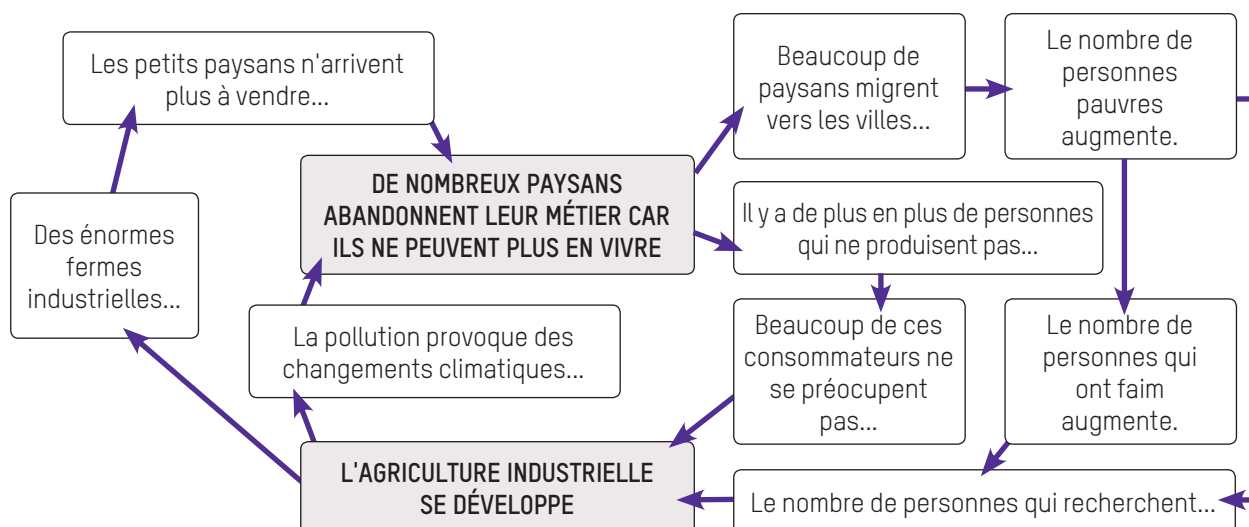 Les petits paysans n'arrivent
plus à vendre...
Beaucoup de
paysans migrent
vers les villes...
Le nombre de
personnes
pauvres
augmente.
DE NOMBREUX PAYSANS
ABANDONNENT LEUR MÉTIER CAR
ILS NE PEUVENT PLUS EN VIVRE
Il y a de plus en plus de personnes
qui ne produisent pas...
Des énormes
fermes
industrielles...
La pollution provoque des
changements climatiques...
Beaucoup de ces
consommateurs ne
se préocupent
pas...
Le nombre de
personnes qui
ont faim
augmente.
L'AGRICULTURE INDUSTRIELLE
SE DÉVELOPPE
Le nombre de personnes qui recherchent...